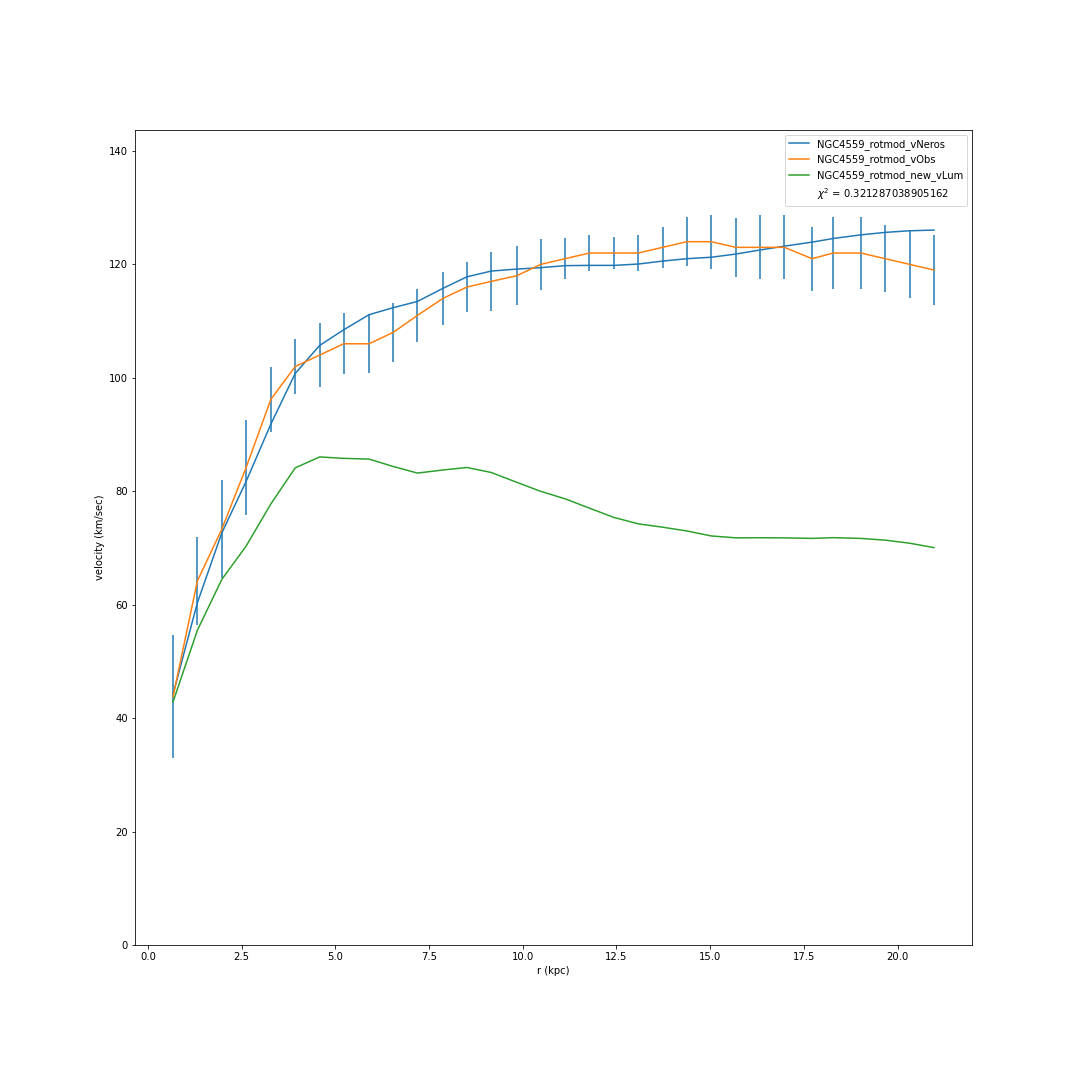 NGC4559_rotmod_vNeros
NGC4559_rotmod_vObs
NGC4559_rotmod_new_vLum
χ² = 0.321287038905162
140
120
100
80
60
40
20
0
velocity (km/sec)
0.0 2.5 5.0 7.5 10.0 12.5 15.0 17.5 20.0
r (kpc)